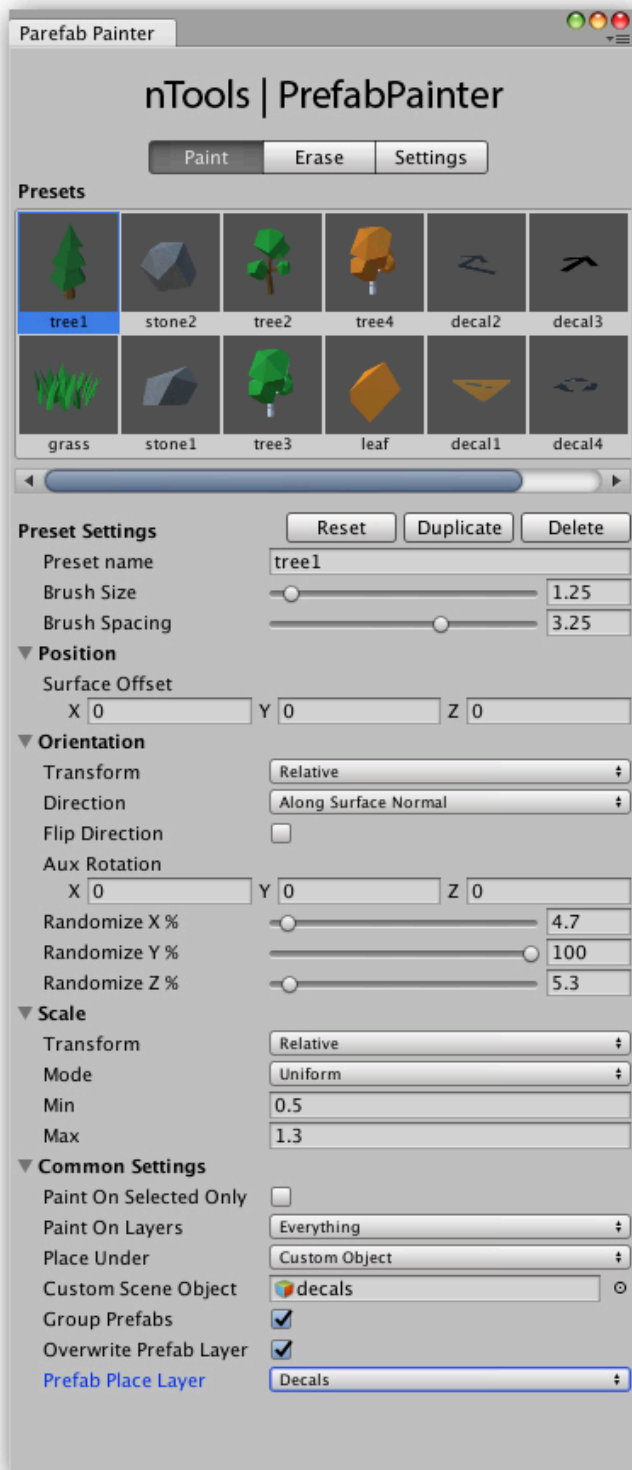 Parefab Painter
nTools | PrefabPainter
Paint Erase Settings
Presets
tree1 stone2 tree2 tree4 decal2 decal3
grass stone1 tree3 leaf decal1 decal4
Preset Settings Reset Duplicate Delete
Preset name tree1
Brush Size 1.25
Brush Spacing 3.25
Position
Surface Offset
X 0 Y 0 Z 0
Orientation
Transform Relative
Direction Along Surface Normal
Flip Direction
Aux Rotation
X 0 Y 0 Z 0
Randomize X % 4.7
Randomize Y % 100
Randomize Z % 5.3
Scale
Transform Relative
Mode Uniform
Min 0.5
Max 1.3
Common Settings
Paint On Selected Only
Paint On Layers Everything
Place Under Custom Object
Custom Scene Object decals
Group Prefabs
Overwrite Prefab Layer
Prefab Place Layer Decals